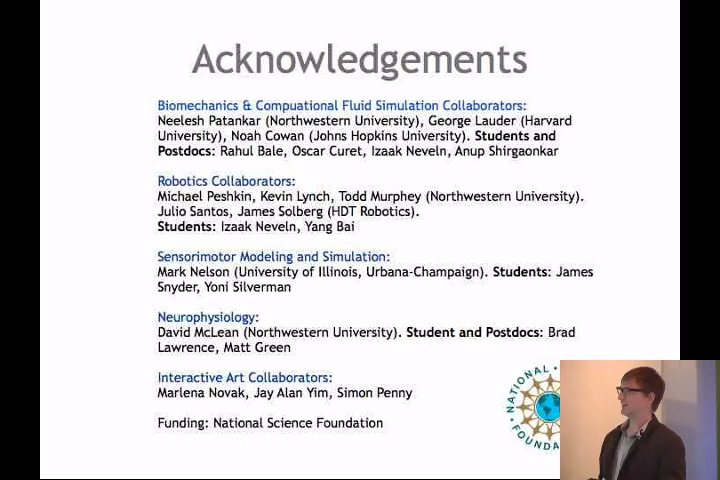 Acknowledgements
Biomechanics & Compuational Fluid Simulation Collaborators:
Neelesh Patankar (Northwestern University), George Lauder (Harvard
University), Noah Cowan (Johns Hopkins University). Students and
Postdocs: Rahul Bale, Oscar Curet, Izaak Neveln, Anup Shirgaonkar
Robotics Collaborators:
Michael Peshkin, Kevin Lynch, Todd Murphey (Northwestern University).
Julio Santos, James Solberg (HDT Robotics).
Students: Izaak Neveln, Yang Bai
Sensorimotor Modeling and Simulation:
Mark Nelson (University of Illinois, Urbana-Champaign). Students: James
Snyder, Yoni Silverman
Neurophysiology:
David McLean (Northwestern University). Student and Postdocs: Brad
Lawrence, Matt Green
Interactive Art Collaborators:
Marlena Novak, Jay Alan Yim, Simon Penny
Funding: National Science Foundation
NATIONAL
FOUNDA